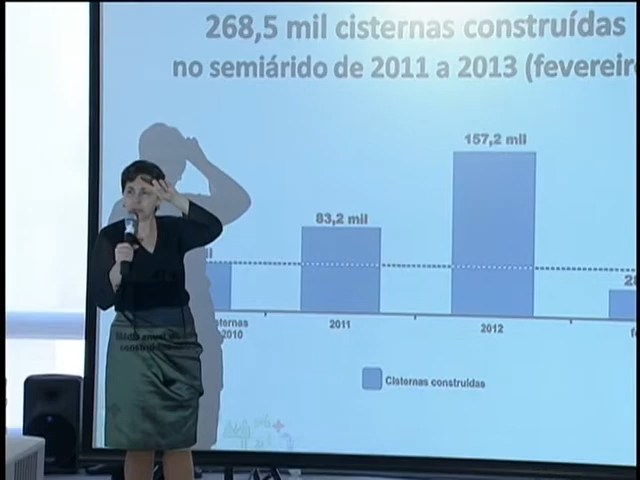 268,5 mil cisternas construídas
no semiárido de 2011 a 2013 (fevereir
157,2 mil
83,2 mil
2010
2011
2012
Cisternas construídas